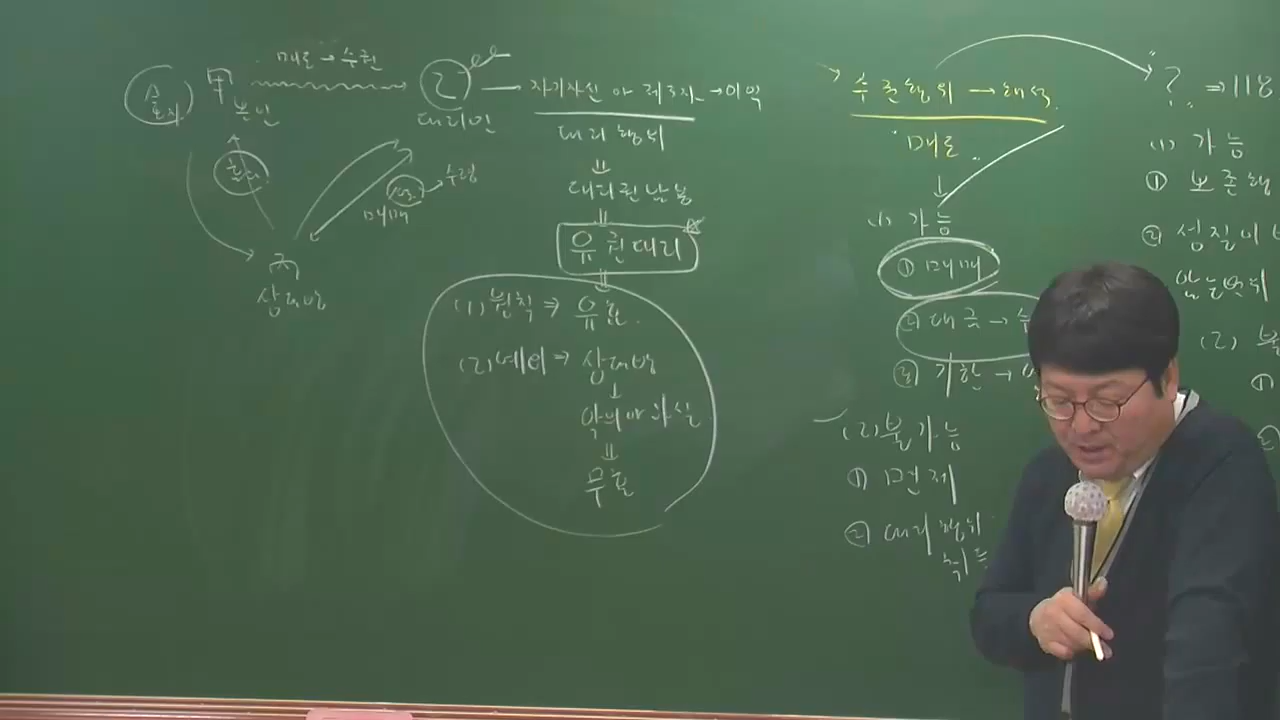 매도→수권
甲
乙
본인
대리인
자기자신 or 제3자 →이익
대리행위
대리권남용
유권대리
(1) 원칙⇒ 유효.
(2) 예외⇒ 상대방
악의 or 과실
무효
매매
→수령
丙
상대방
수권행위→해석
매도
(1) 가능
① 매매
② 대금→
③ 기한→
(2) 불가능
① 면제
② 대리행위
취
? ⇒118
(1) 가능
① 보존행
② 성질이
(2) 불
①